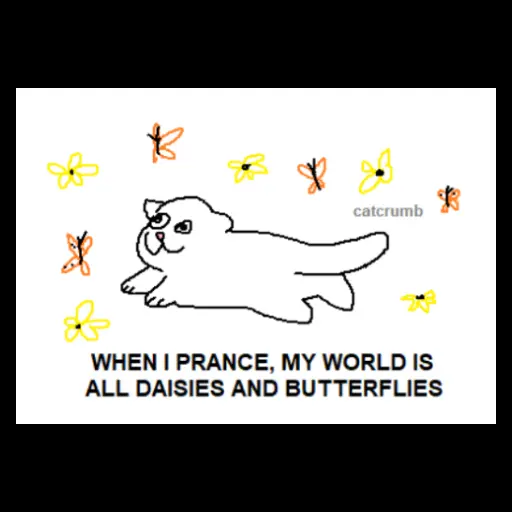 catcrumb
WHEN I PRANCE, MY WORLD IS
ALL DAISIES AND BUTTERFLIES